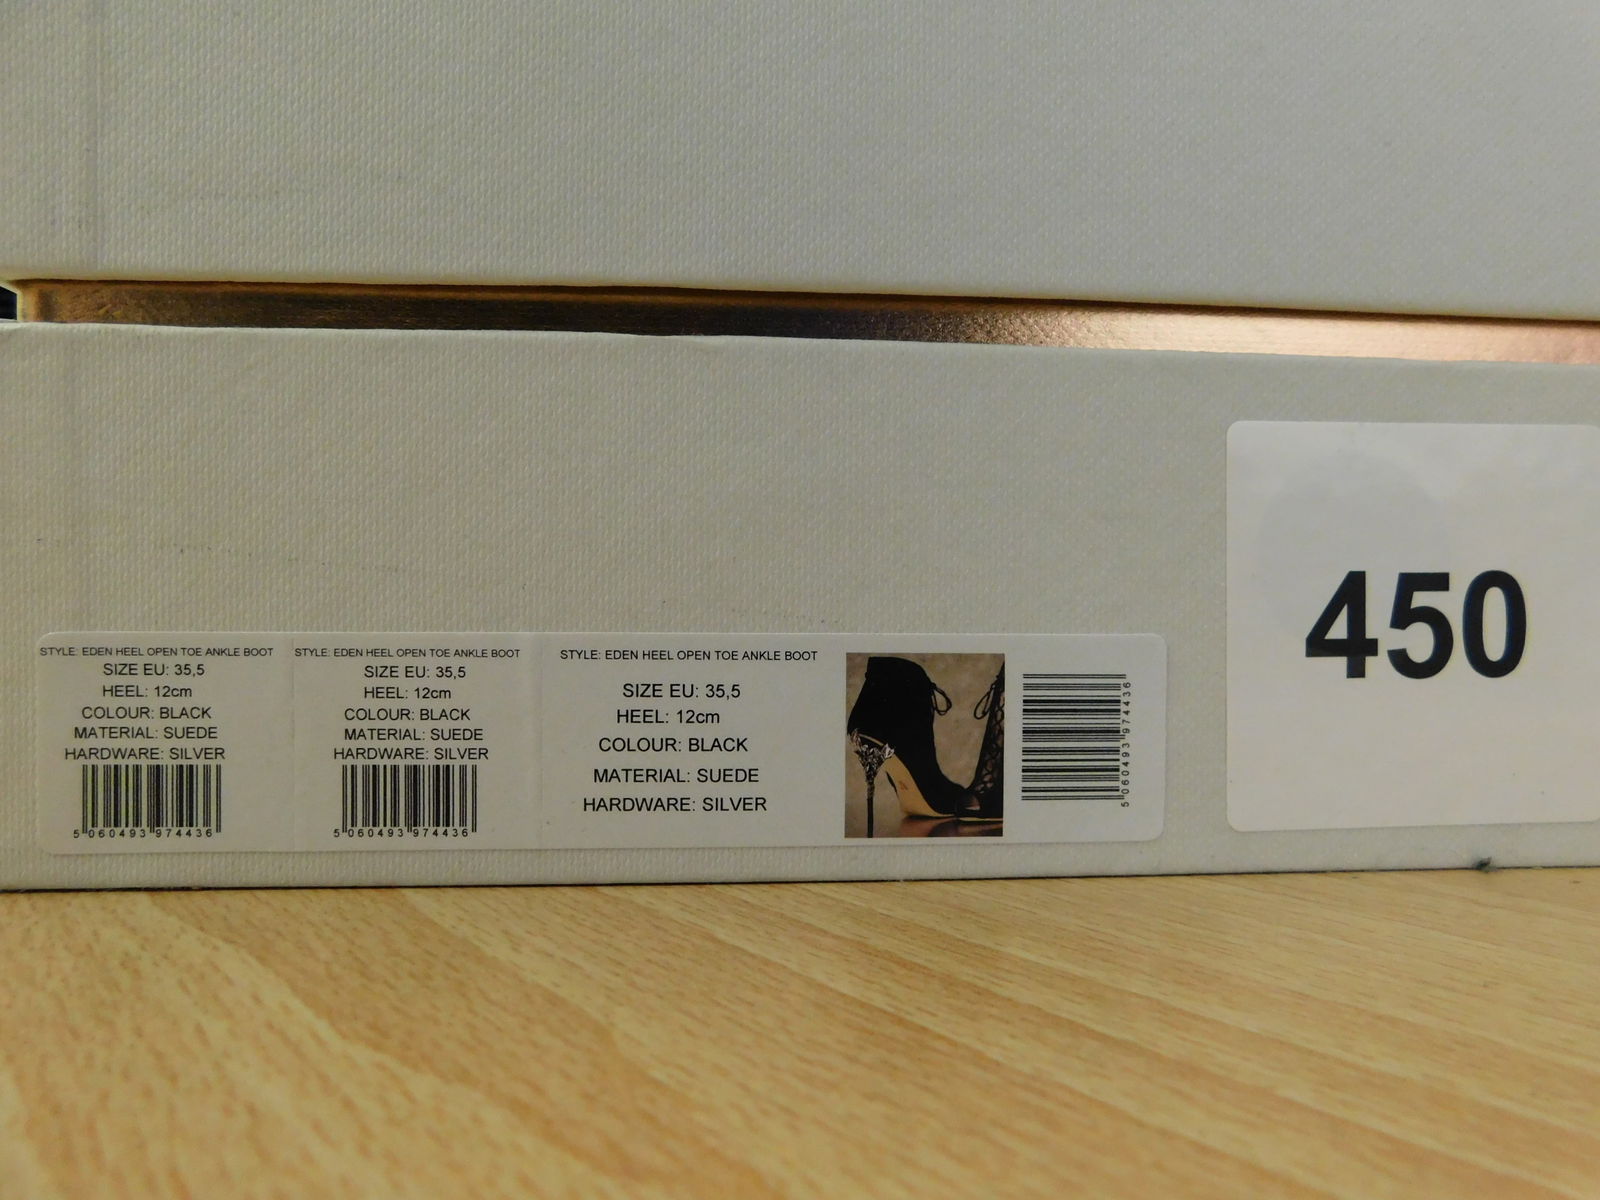 STYLE: EDEN HEEL OPEN TOE ANKLE BOOT
SIZE EU: 35,5
HEEL: 12cm
COLOUR: BLACK
MATERIAL: SUEDE
HARDWARE: SILVER
5 060493 974436
STYLE: EDEN HEEL OPEN TOE ANKLE BOOT
SIZE EU: 35,5
HEEL: 12cm
COLOUR: BLACK
MATERIAL: SUEDE
HARDWARE: SILVER
5 060493 974436
STYLE: EDEN HEEL OPEN TOE ANKLE BOOT
SIZE EU: 35,5
HEEL: 12cm
COLOUR: BLACK
MATERIAL: SUEDE
HARDWARE: SILVER
5 060493 974436
450